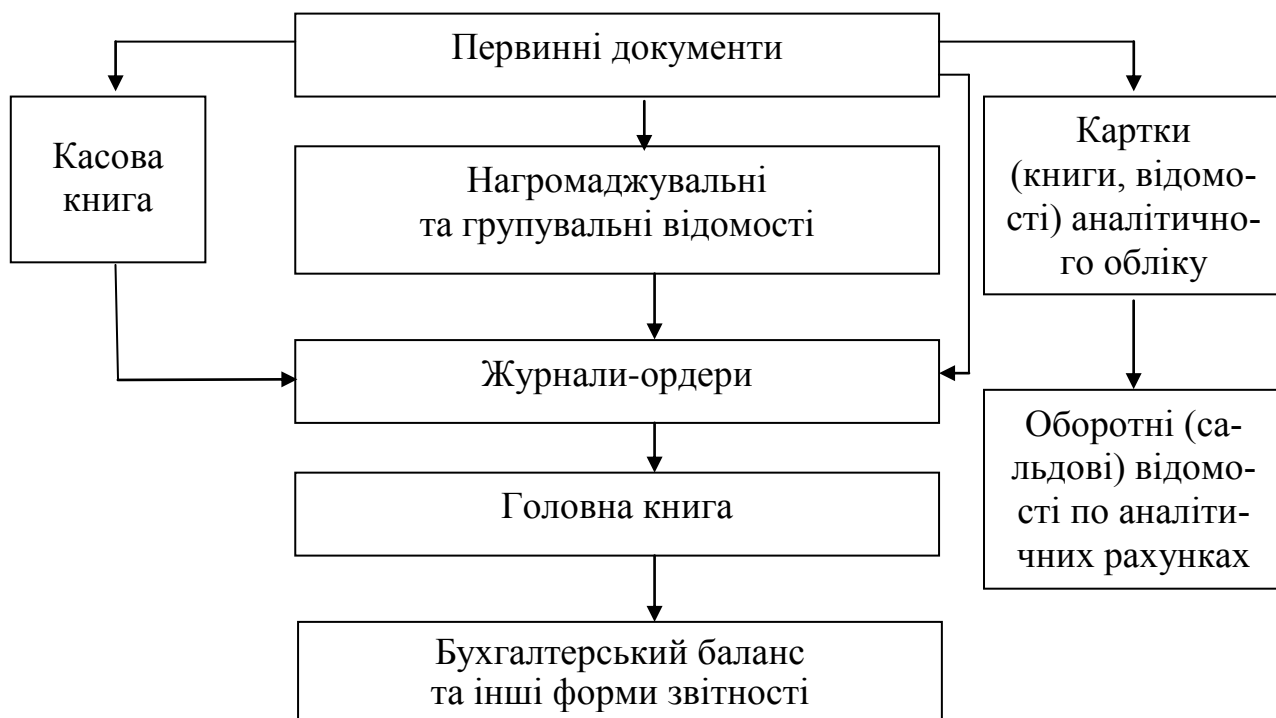 Первинні документи
Касова
книга
Нагромаджувальні
та групувальні відомості
Картки
(книги, відомо-
сті) аналітично-
го обліку
Журнали-ордери
Оборотні (са-
льдові) відомо-
сті по аналіти-
чних рахунках
Головна книга
Бухгалтерський баланс
та інші форми звітності